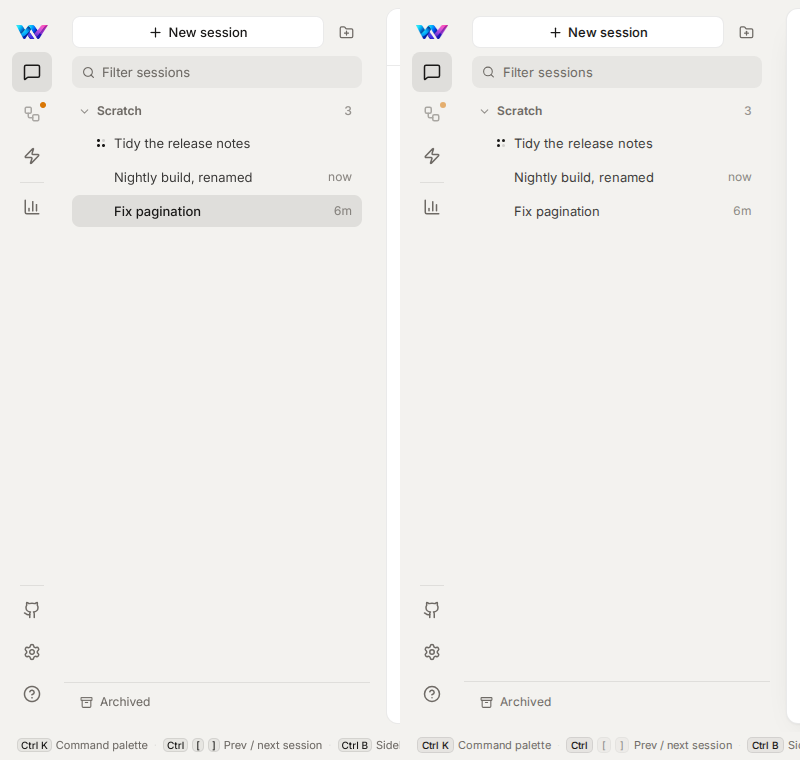 New session
Filter sessions
Scratch 3
Tidy the release notes
Nightly build, renamed now
Fix pagination 6m
Archived
Ctrl K Command palette Ctrl [ ] Prev / next session Ctrl B
New session
Filter sessions
Scratch 3
Tidy the release notes
Nightly build, renamed now
Fix pagination 6m
Archived
Ctrl K Command palette Ctrl [ ] Prev / next session Ctrl B